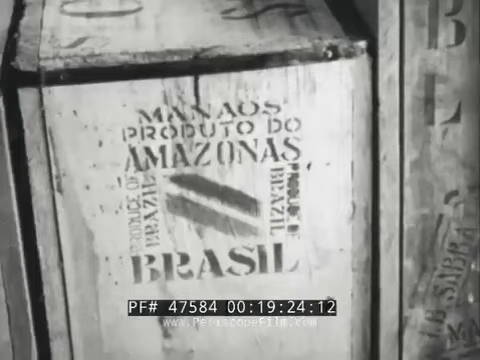 MANAOS
PRODUTO DO
AMAZONAS
PRODUCE OF
BRAZIL
BRAZIL
PRODUCE OF
BRASIL
B
L
PF# 47584 00:19:24:12
www.PeriscopeFilm.com